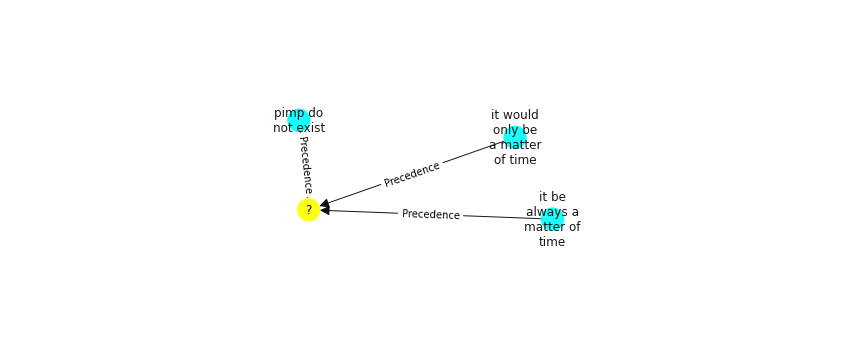 pimp do
not exist
it would
only be
a matter
of time
Precedence
Precedence
it be
always a
matter of
time
?
Precedence